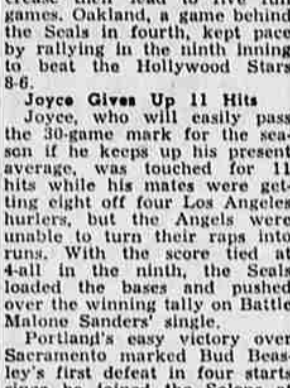 crease their lead to five full
games. Oakland, a game behind
the Seals in fourth, kept pace
by rallying in the ninth inning
to beat the Hollywood Stars
8-6.
Joyce Gives Up 11 Hits
Joyce, who will easily pass
the 30-game mark for the sea-
son if he keeps up his present
average, was touched for 11
hits while his mates were get-
ting eight off four Los Angeles
hurlers, but the Angels were
unable to turn their raps into
runs. With the score tied at
4-all in the ninth, the Seals
loaded the bases and pushed
over the winning tally on Battle
Malone Sanders' single.
Portland's easy victory over
Sacramento marked Bud Beas-
ley's first defeat in four starts
since he joined the